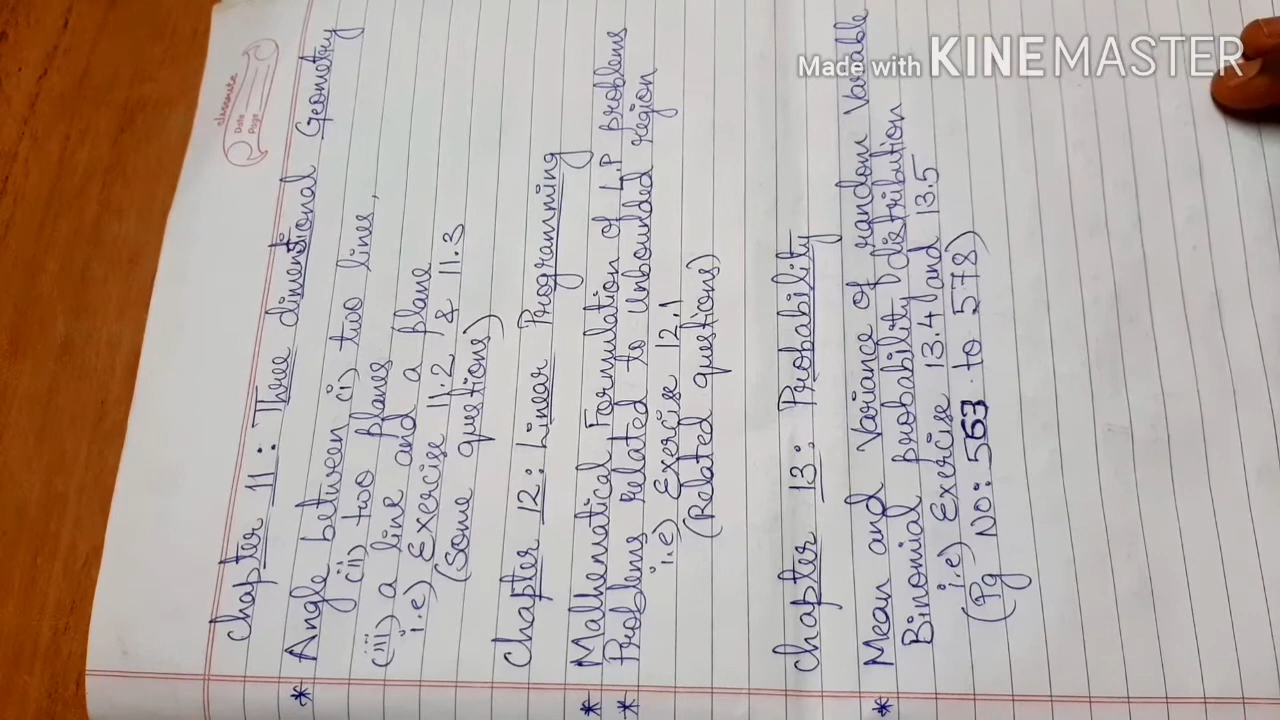 classmate
Date
Page
Chapter 11: Three dimentional Geometry
* Angle between (i) two lines,
(ii) two planes
(iii) a line and a plane
i.e) Exercise 11.2 & 11.3
(Some questions)
Chapter 12: Linear Programming
* Mathematical Formulation of L.P problems
* Problems related to unbounded region
i.e) Exercise 12.1
(Related questions)
Chapter 13: Probability
* Mean and Variance of random Variable
Binomial probability distribution
i.e) Exercise 13.4 and 13.5
(Pg No: 563 to 578)
Made with KINEMASTER